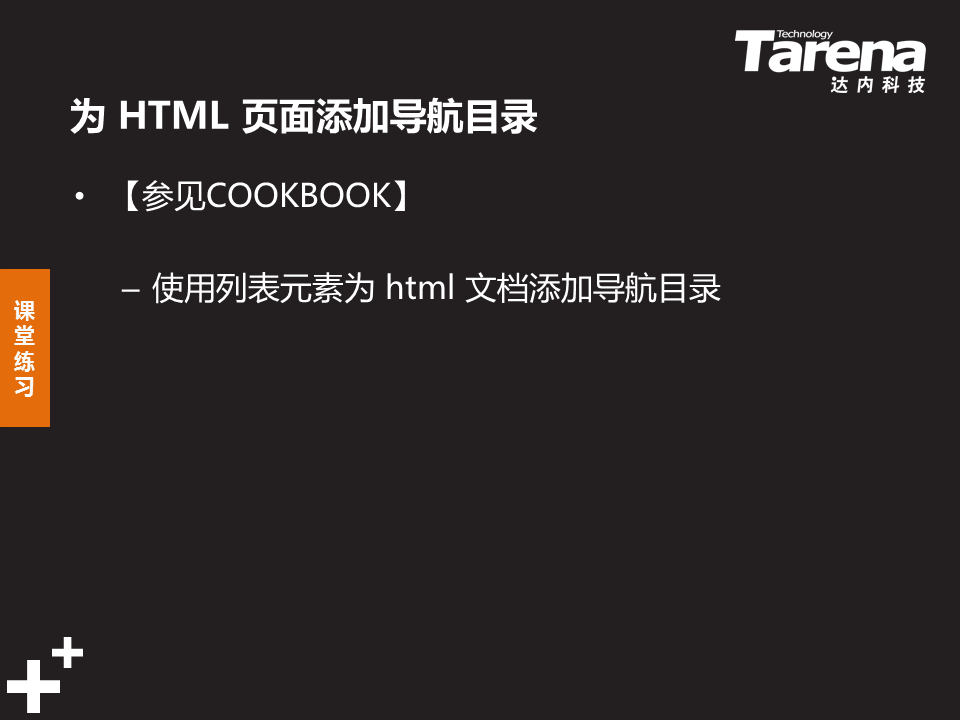 Technology
Tarena
达内科技
为 HTML 页面添加导航目录
• 【参见COOKBOOK】
– 使用列表元素为 html 文档添加导航目录
课
堂
练
习